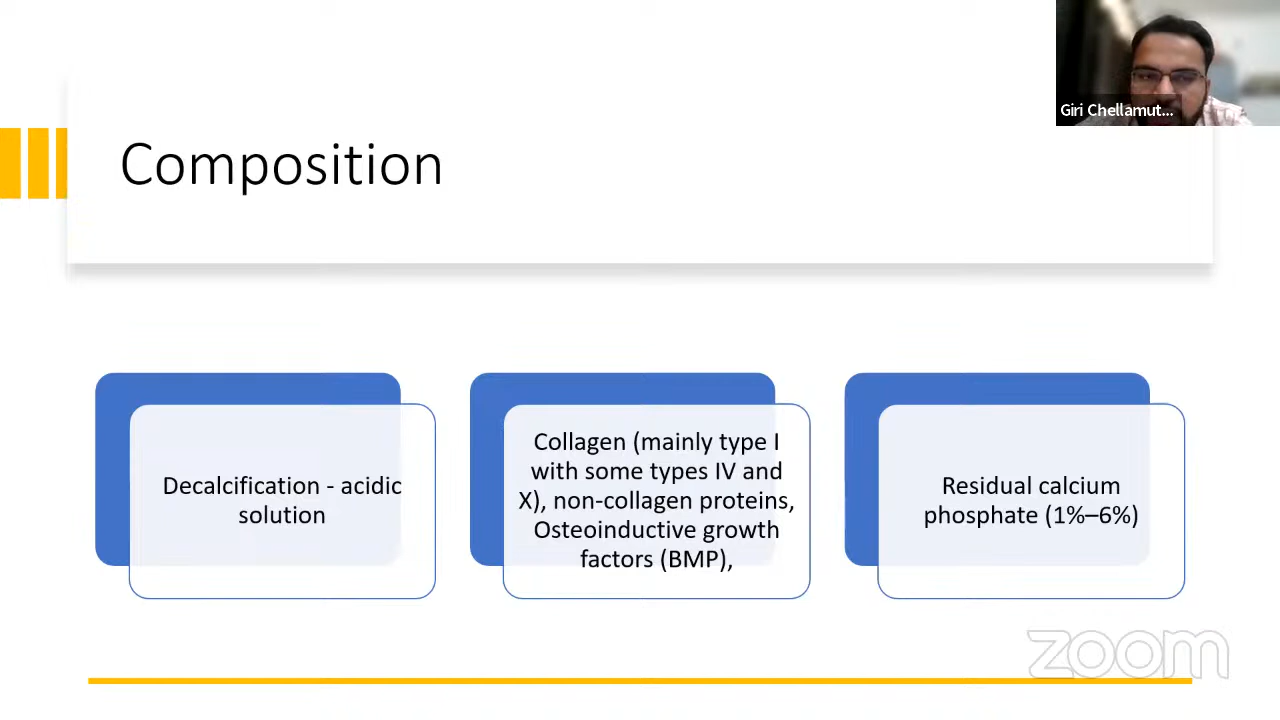 Giri Chellamut...
Composition
Decalcification - acidic
solution
Collagen (mainly type I
with some types IV and
X), non-collagen proteins,
Osteoinductive growth
factors (BMP),
Residual calcium
phosphate (1%–6%)
zoom